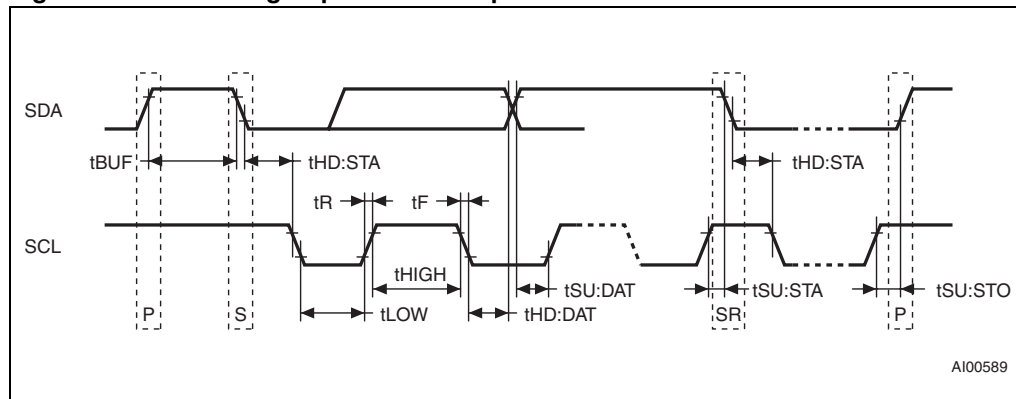 SDA
tBUF
tHD:STA
tHD:STA
tR
tF
SCL
tHIGH
tSU:DAT
tSU:STA
tSU:STO
P
S
tLOW
tHD:DAT
SR
P
AI00589